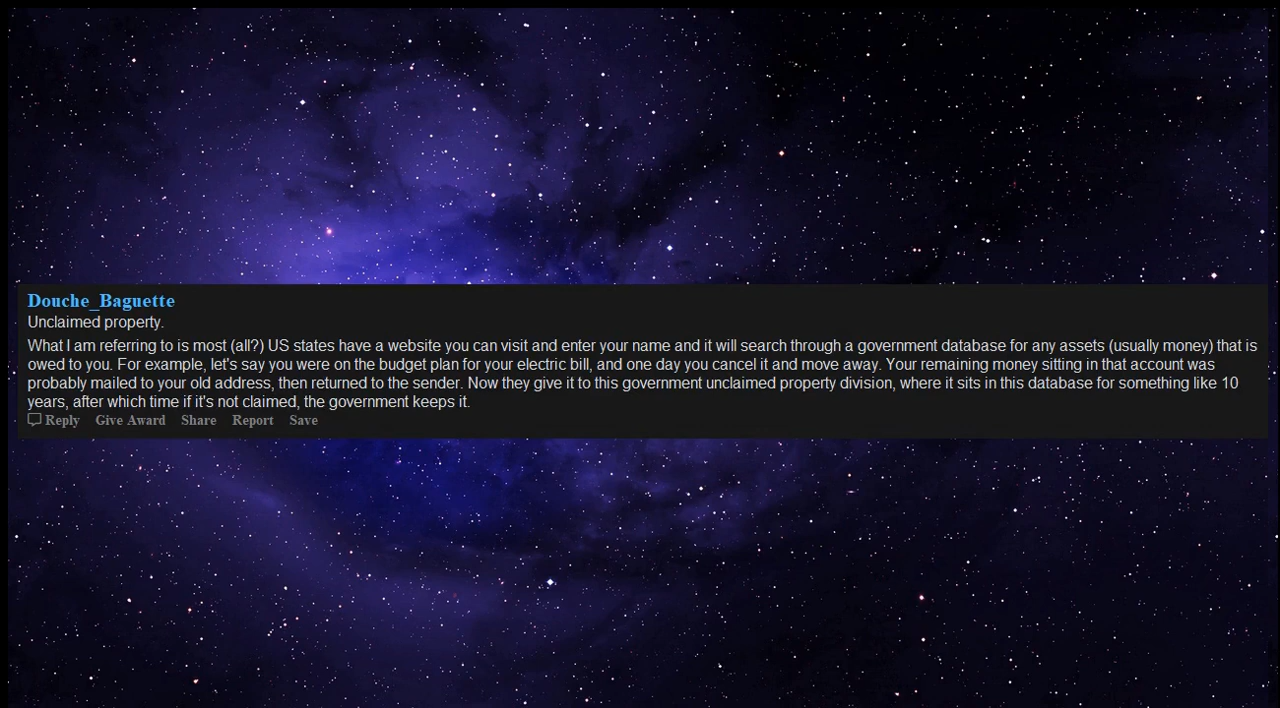 Douche_Baguette
Unclaimed property.
What I am referring to is most (all?) US states have a website you can visit and enter your name and it will search through a government database for any assets (usually money) that is
owed to you. For example, let's say you were on the budget plan for your electric bill, and one day you cancel it and move away. Your remaining money sitting in that account was
probably mailed to your old address, then returned to the sender. Now they give it to this government unclaimed property division, where it sits in this database for something like 10
years, after which time if it's not claimed, the government keeps it.
Reply Give Award Share Report Save